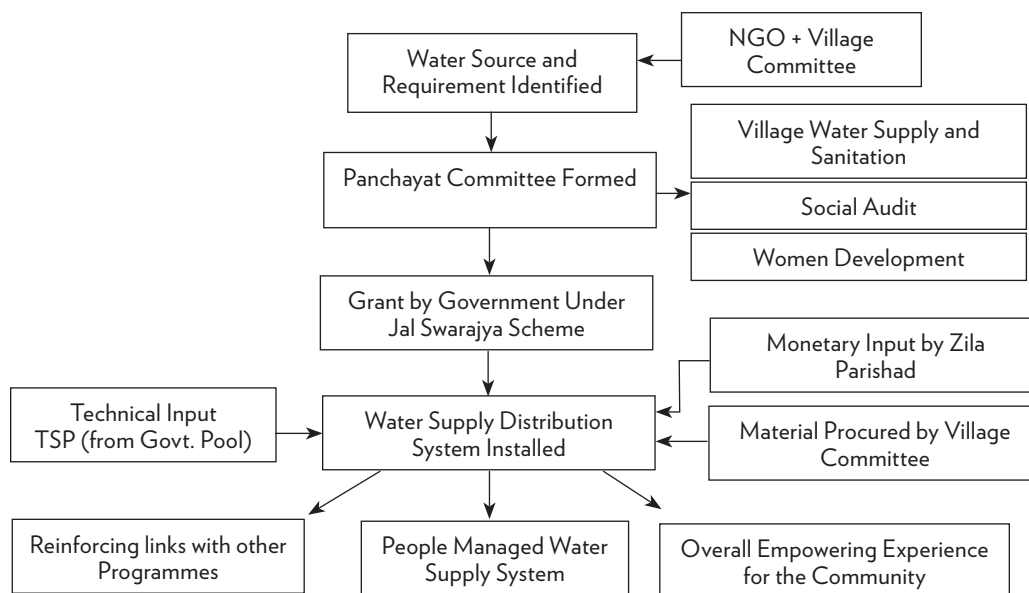 Water Source and
Requirement Identified
NGO + Village
Committee
Panchayat Committee Formed
Village Water Supply and
Sanitation
Social Audit
Women Development
Grant by Government Under
Jal Swarajya Scheme
Monetary Input by Zila
Parishad
Technical Input
TSP (from Govt. Pool)
Water Supply Distribution
System Installed
Material Procured by Village
Committee
Reinforcing links with other
Programmes
People Managed Water
Supply System
Overall Empowering Experience
for the Community